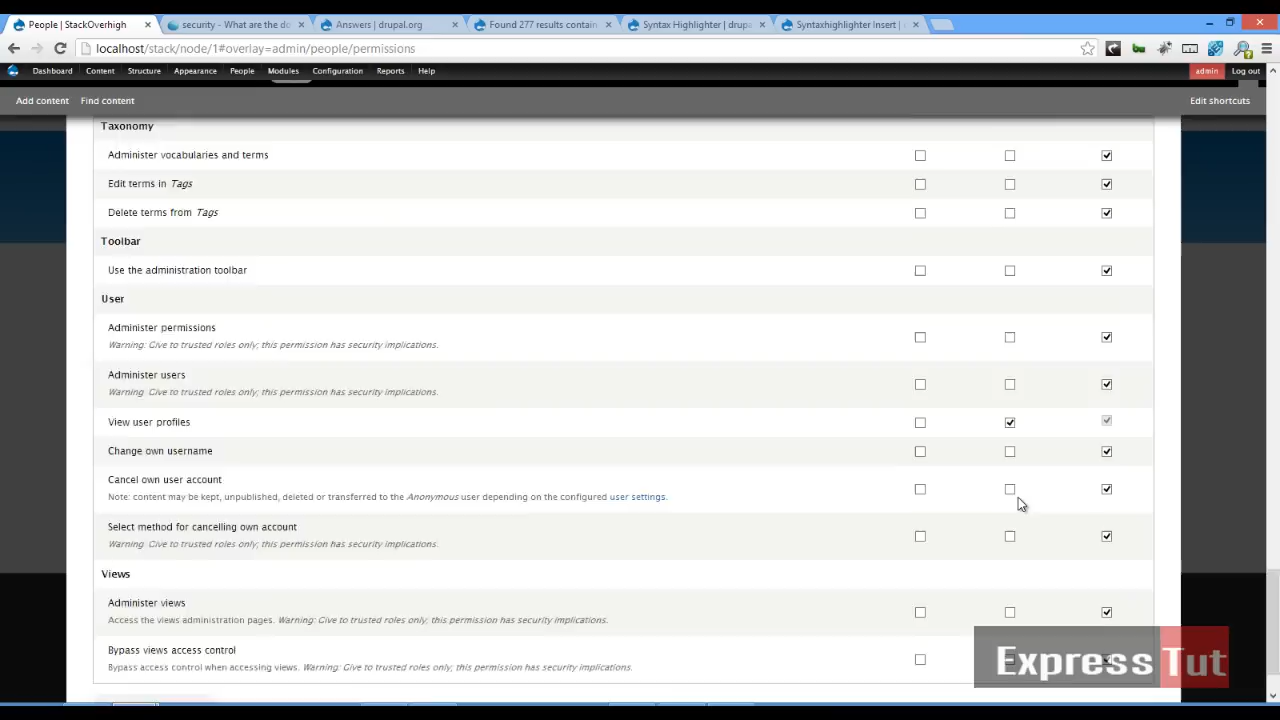 People | StackOverhigh
security - What are the do
Answers | drupal.org
Found 277 results contain
Syntax Highlighter | drupa
Syntaxhighlighter Insert |
localhost/stack/node/1#overlay=admin/people/permissions
Dashboard Content Structure Appearance People Modules Configuration Reports Help admin Log out
Add content Find content Edit shortcuts
Taxonomy
Administer vocabularies and terms
Edit terms in Tags
Delete terms from Tags
Toolbar
Use the administration toolbar
User
Administer permissions
Warning: Give to trusted roles only; this permission has security implications.
Administer users
Warning: Give to trusted roles only; this permission has security implications.
View user profiles
Change own username
Cancel own user account
Note: content may be kept, unpublished, deleted or transferred to the Anonymous user depending on the configured user settings.
Select method for cancelling own account
Warning: Give to trusted roles only; this permission has security implications.
Views
Administer views
Access the views administration pages. Warning: Give to trusted roles only; this permission has security implications.
Bypass views access control
Bypass access control when accessing views. Warning: Give to trusted roles only; this permission has security implications.
Express Tut